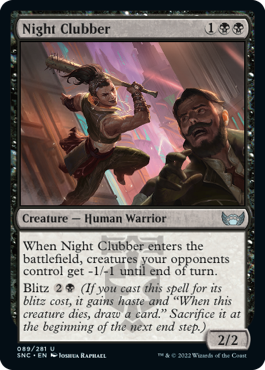 Night Clubber 1
Creature — Human Warrior
When Night Clubber enters the
battlefield, creatures your opponents
control get -1/-1 until end of turn.
Blitz 2 (If you cast this spell for its
blitz cost, it gains haste and “When this
creature dies, draw a card.” Sacrifice it at
the beginning of the next end step.)
2/2
089/281 U
SNC • EN Joshua Raphael
™ & © 2022 Wizards of the Coast